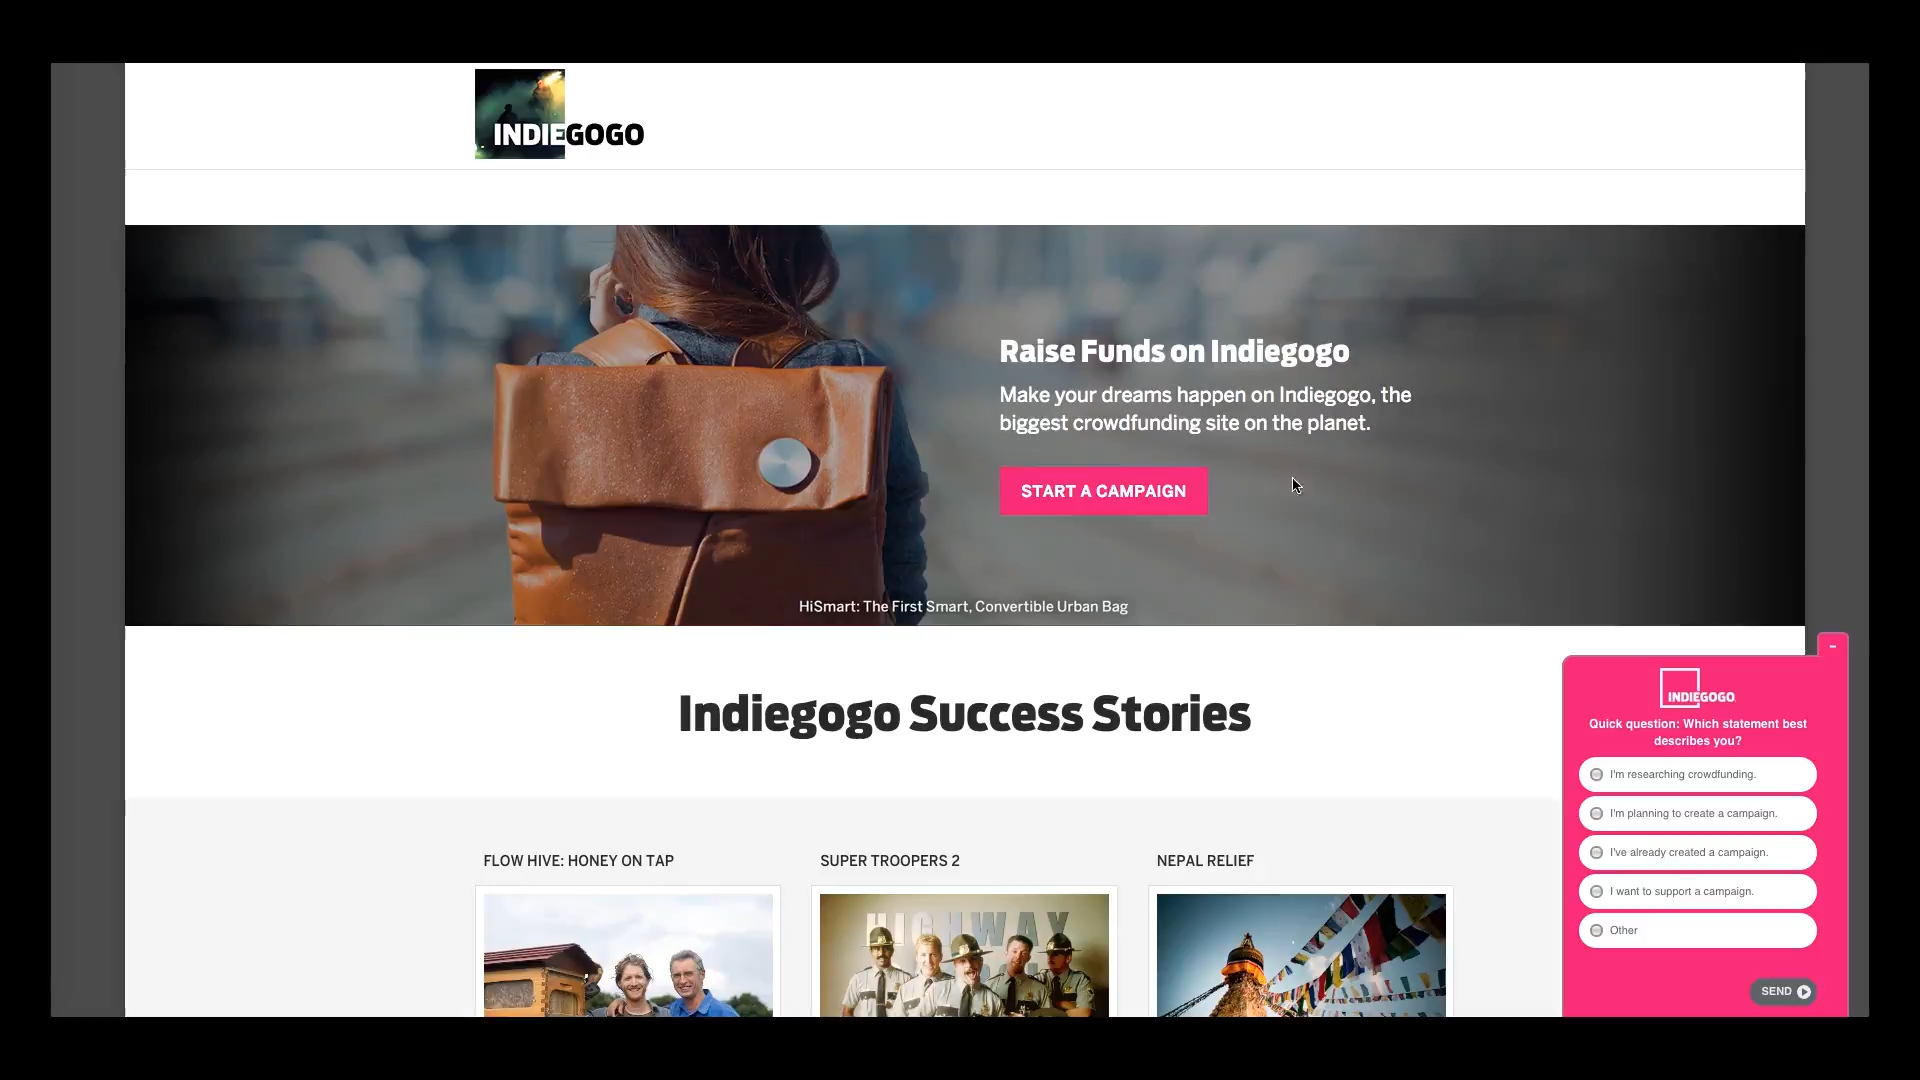 INDIEGOGO
Raise Funds on Indiegogo
Make your dreams happen on Indiegogo, the
biggest crowdfunding site on the planet.
START A CAMPAIGN
HiSmart: The First Smart, Convertible Urban Bag
Indiegogo Success Stories
FLOW HIVE: HONEY ON TAP
SUPER TROOPERS 2
NEPAL RELIEF
HIGHWAY
-
INDIEGOGO
Quick question: Which statement best
describes you?
I'm researching crowdfunding.
I'm planning to create a campaign.
I've already created a campaign.
I want to support a campaign.
Other
SEND